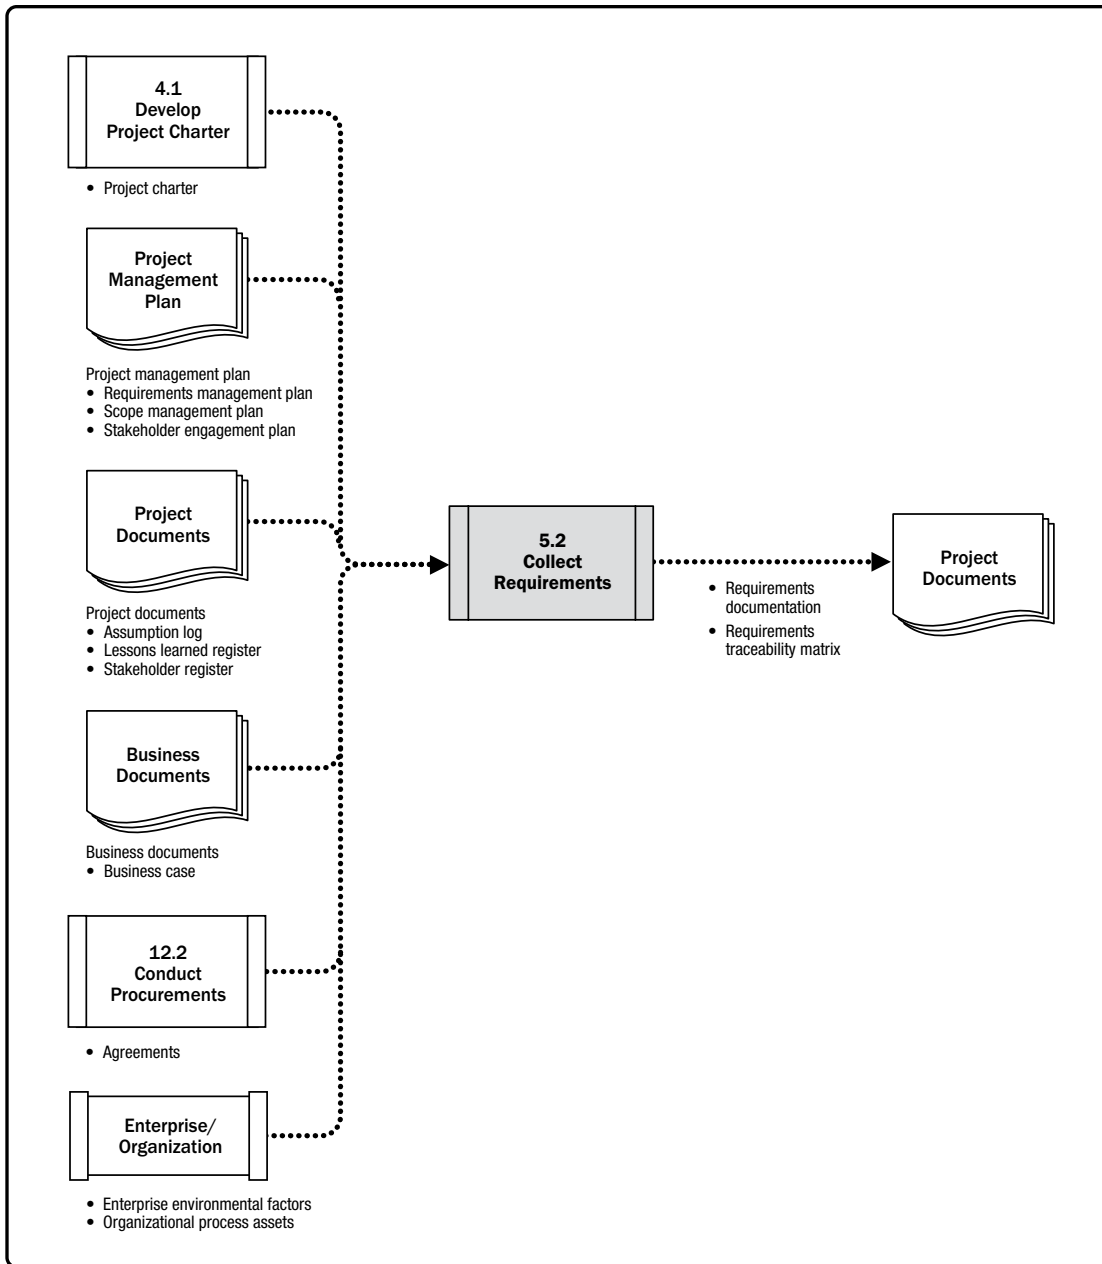 4.1
Develop
Project Charter
• Project charter
Project
Management
Plan
Project management plan
• Requirements management plan
• Scope management plan
• Stakeholder engagement plan
Project
Documents
Project documents
• Assumption log
• Lessons learned register
• Stakeholder register
Business
Documents
Business documents
• Business case
12.2
Conduct
Procurements
• Agreements
Enterprise/
Organization
• Enterprise environmental factors
• Organizational process assets
5.2
Collect
Requirements
• Requirements
documentation
• Requirements
traceability matrix
Project
Documents